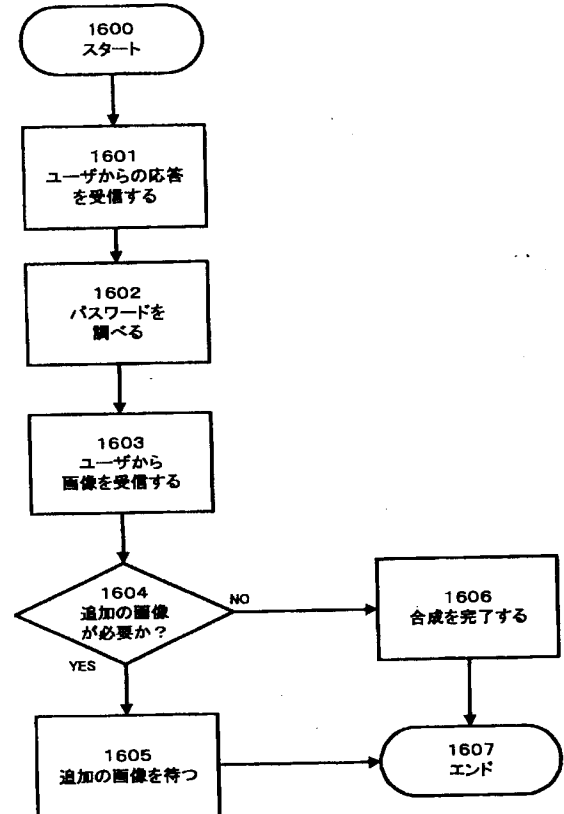 1600
スタート
1601
ユーザからの応答
を受信する
1602
パスワードを
調べる
1603
ユーザから
画像を受信する
1604
追加の画像
が必要か?
NO
YES
1606
合成を完了する
1605
追加の画像を待つ
1607
エンド